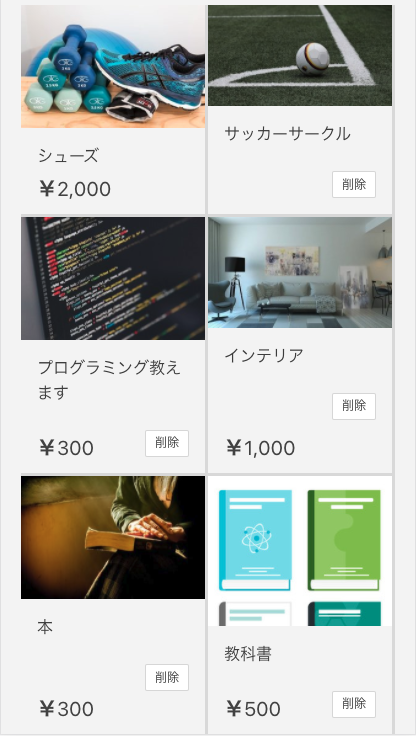 シューズ
¥2,000
サッカーサークル
削除
プログラミング教え
ます
¥300
削除
インテリア
削除
¥1,000
本
削除
¥300
教科書
¥500
削除